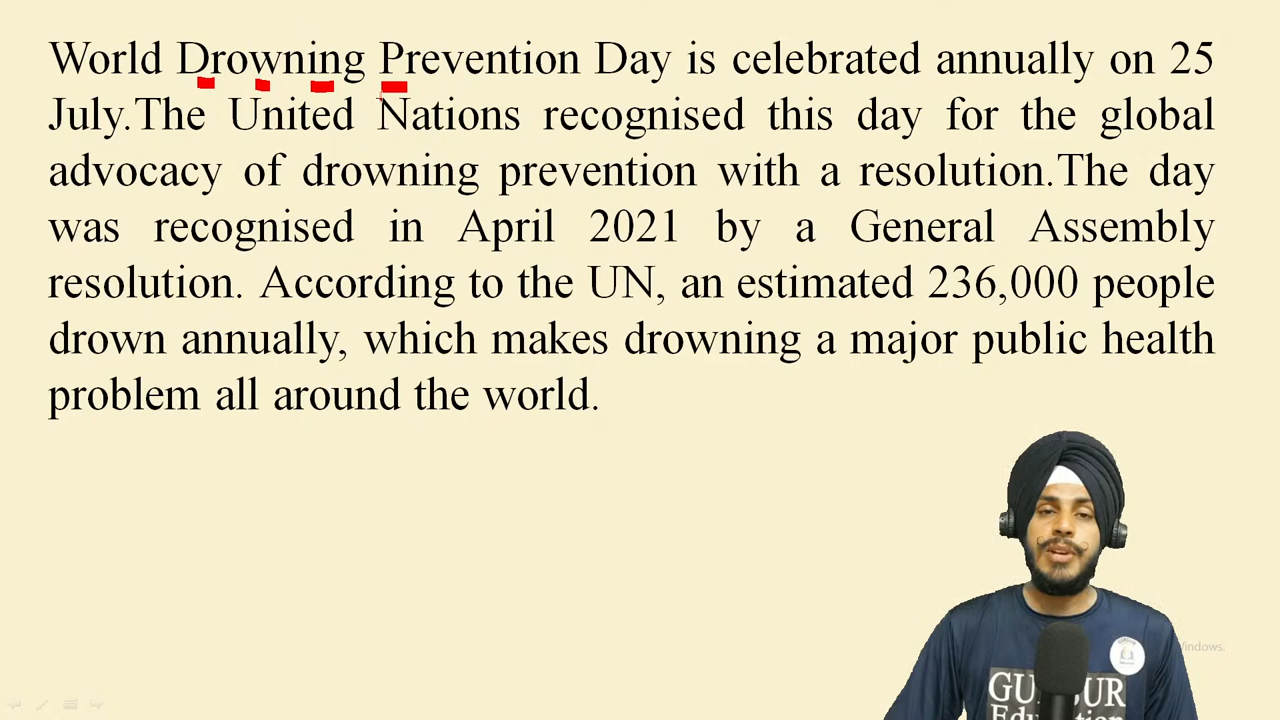 World Drowning Prevention Day is celebrated annually on 25
July.The United Nations recognised this day for the global
advocacy of drowning prevention with a resolution.The day
was recognised in April 2021 by a General Assembly
resolution. According to the UN, an estimated 236,000 people
drown annually, which makes drowning a major public health
problem all around the world.
Windows.